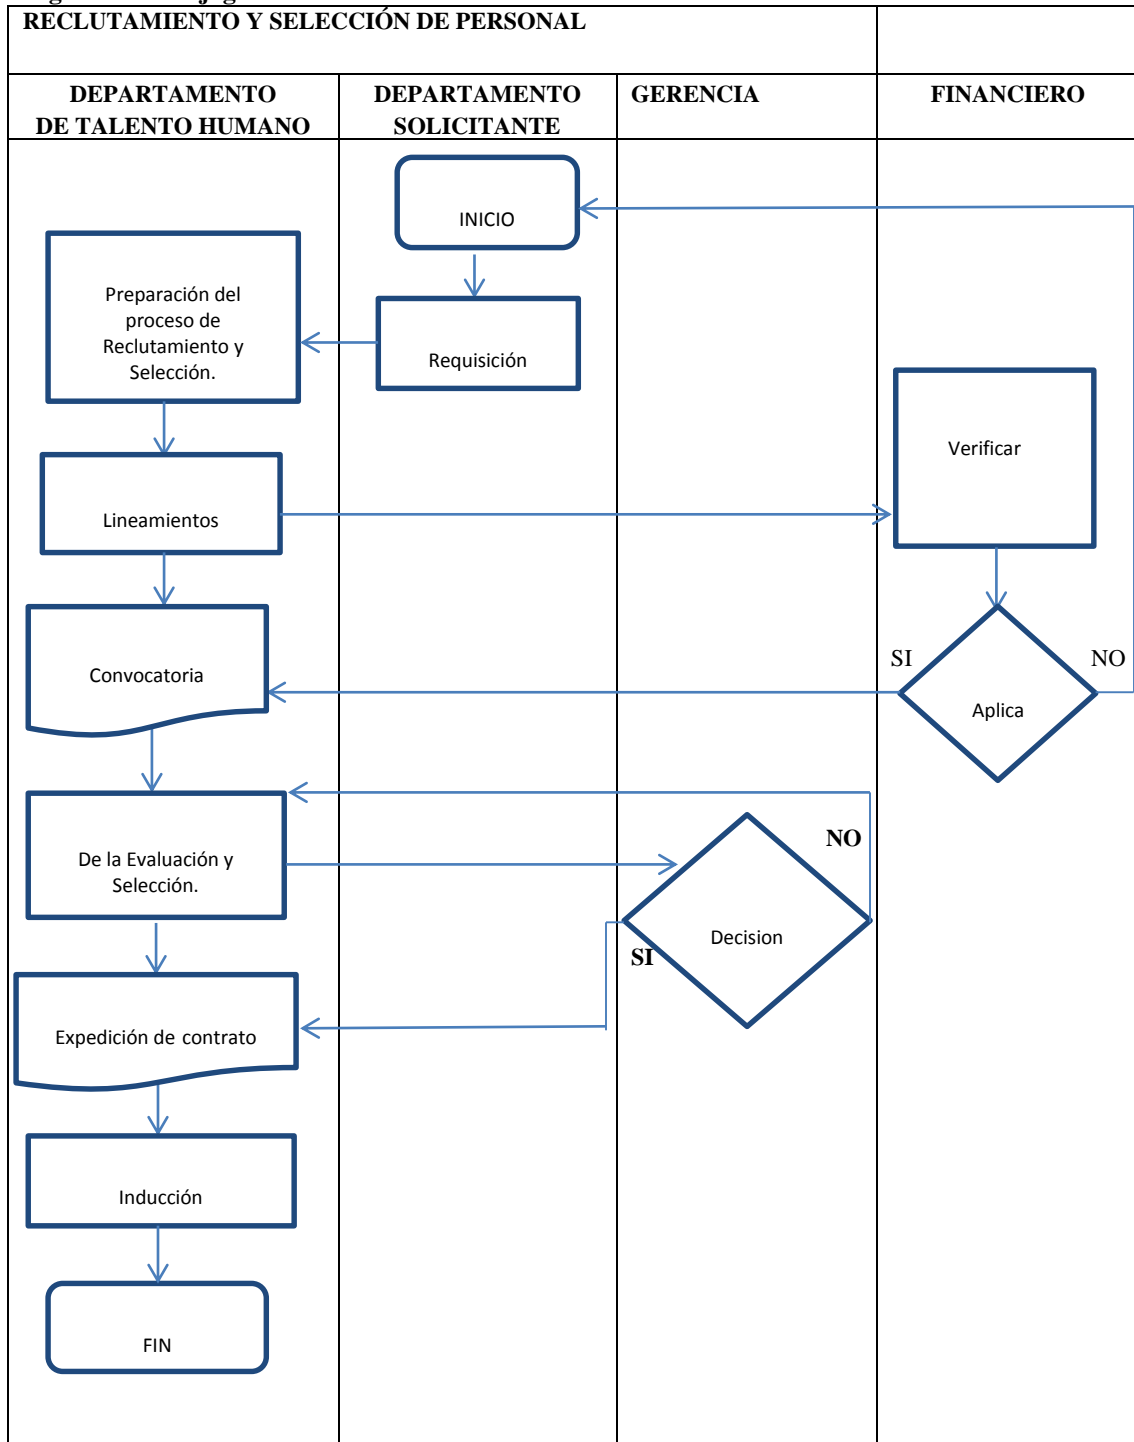 RECLUTAMIENTO Y SELECCIÓN DE PERSONAL
DEPARTAMENTO
DE TALENTO HUMANO
DEPARTAMENTO
SOLICITANTE
GERENCIA
FINANCIERO
INICIO
Preparación del
proceso de
Reclutamiento y
Selección.
Requisición
Verificar
Lineamientos
Convocatoria
SI
NO
Aplica
De la Evaluación y
Selección.
NO
Decision
SI
Expedición de contrato
Inducción
FIN